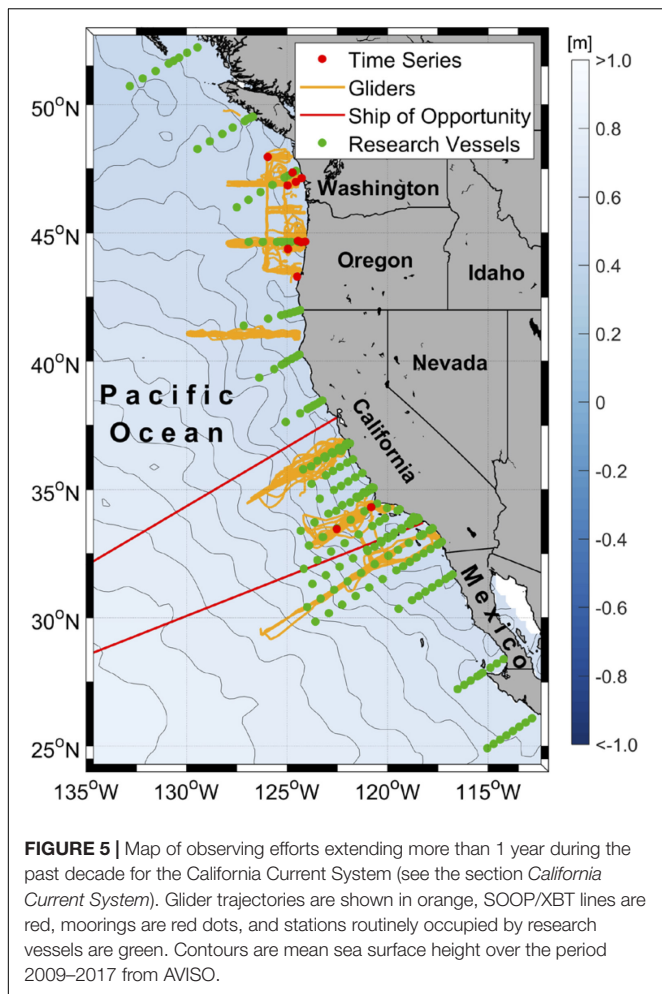 [m]
>1.0
0.8
0.6
0.4
0.2
0
-0.2
-0.4
-0.6
-0.8
<-1.0
Time Series
Gliders
Ship of Opportunity
Research Vessels
50°N
45°N
40°N
35°N
30°N
25°N
Washington
Oregon
Idaho
Nevada
California
Pacific
Ocean
Mexico
135°W
130°W
125°W
120°W
115°W
FIGURE 5 | Map of observing efforts extending more than 1 year during the
past decade for the California Current System (see the section California
Current System). Glider trajectories are shown in orange, SOOP/XBT lines are
red, moorings are red dots, and stations routinely occupied by research
vessels are green. Contours are mean sea surface height over the period
2009–2017 from AVISO.